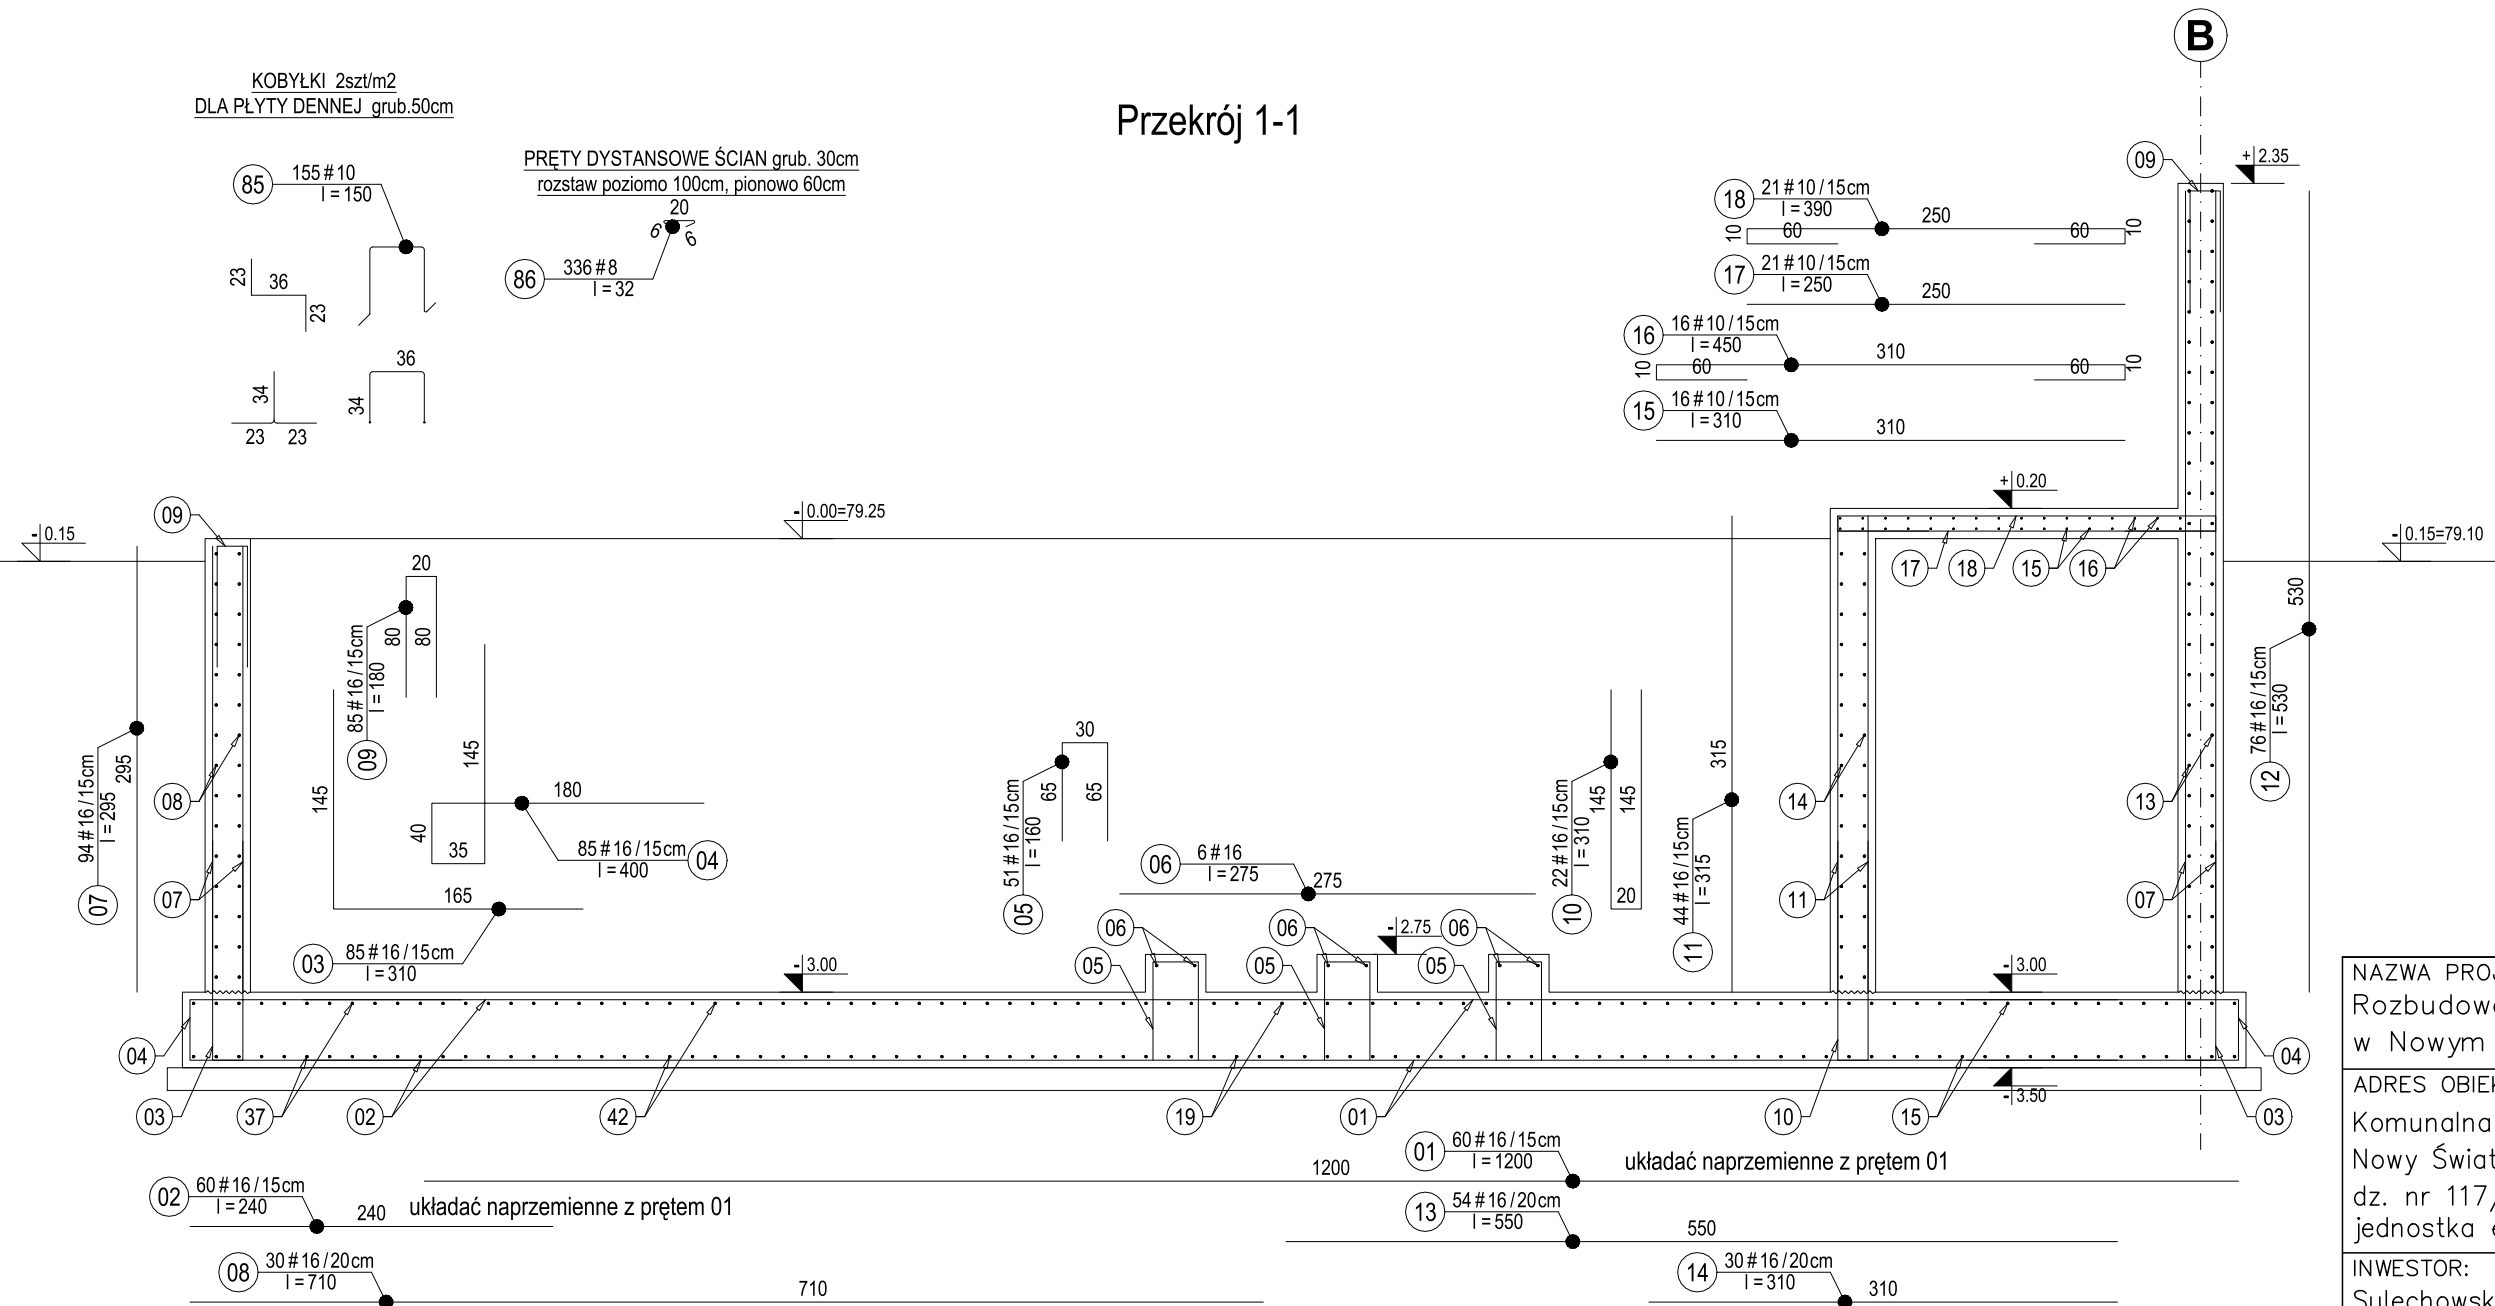 B
KOBYŁKI 2szt/m2
DLA PŁYTY DENNEJ grub.50cm
Przekrój 1-1
PRĘTY DYSTANSOWE ŚCIAN grub. 30cm
rozstaw poziomo 100cm, pionowo 60cm
85
155#10
l = 150
23
36
23
34
23
23
36
34
20
6
6
86
336#8
l = 32
09
+ 2.35
18
21#10/15cm
l = 390
250
10
60
60
10
17
21#10/15cm
l = 250
250
16
16#10/15cm
l = 450
310
10
60
60
10
15
16#10/15cm
l = 310
310
+ 0.20
09
- 0.15
- 0.00=79.25
- 0.15=79.10
17
18
15
16
20
80
80
85#16/15cm
l = 180
09
94#16/15cm
l = 295
295
07
08
07
145
145
180
40
35
85#16/15cm
l = 400
04
165
03
85#16/15cm
l = 310
30
65
65
51#16/15cm
l = 160
05
06
6#16
l = 275
275
22#16/15cm
l = 310
145
145
20
10
315
44#16/15cm
l = 315
11
14
11
13
07
530
76#16/15cm
l = 530
12
06
06
06
- 2.75
05
05
05
- 3.00
- 3.00
04
04
- 3.50
03
37
02
42
19
01
10
15
03
01
60#16/15cm
l = 1200
1200
układać naprzemienne z prętem 01
02
60#16/15cm
l = 240
240
układać naprzemienne z prętem 01
13
54#16/20cm
l = 550
550
08
30#16/20cm
l = 710
710
14
30#16/20cm
l = 310
310
NAZWA PROJ
Rozbudowa
w Nowym
ADRES OBIEK
Komunalna
Nowy Świat
dz. nr 117/
jednostka e
INWESTOR:
Sulechowsk